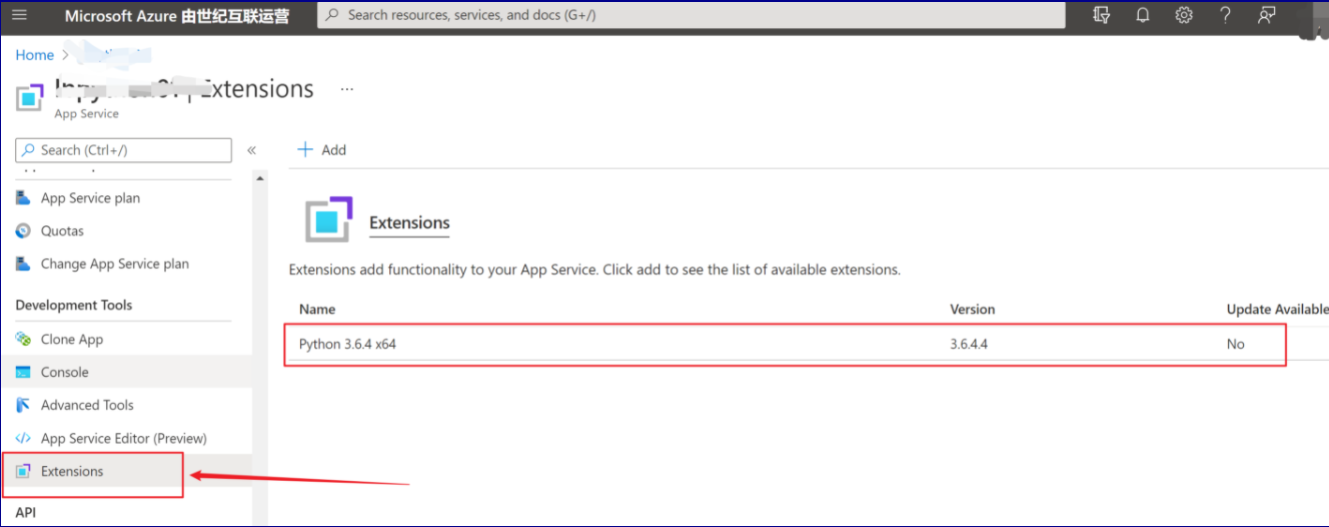 Microsoft Azure 由世纪互联运营
Search resources, services, and docs (G+/)
Home
| Extensions ...
App Service
Search (Ctrl+/)
Add
App Service plan
Quotas
Change App Service plan
Development Tools
Clone App
Console
Advanced Tools
App Service Editor (Preview)
Extensions
API
Extensions
Extensions add functionality to your App Service. Click add to see the list of available extensions.
Name Version Update Available
Python 3.6.4 x64 3.6.4.4 No